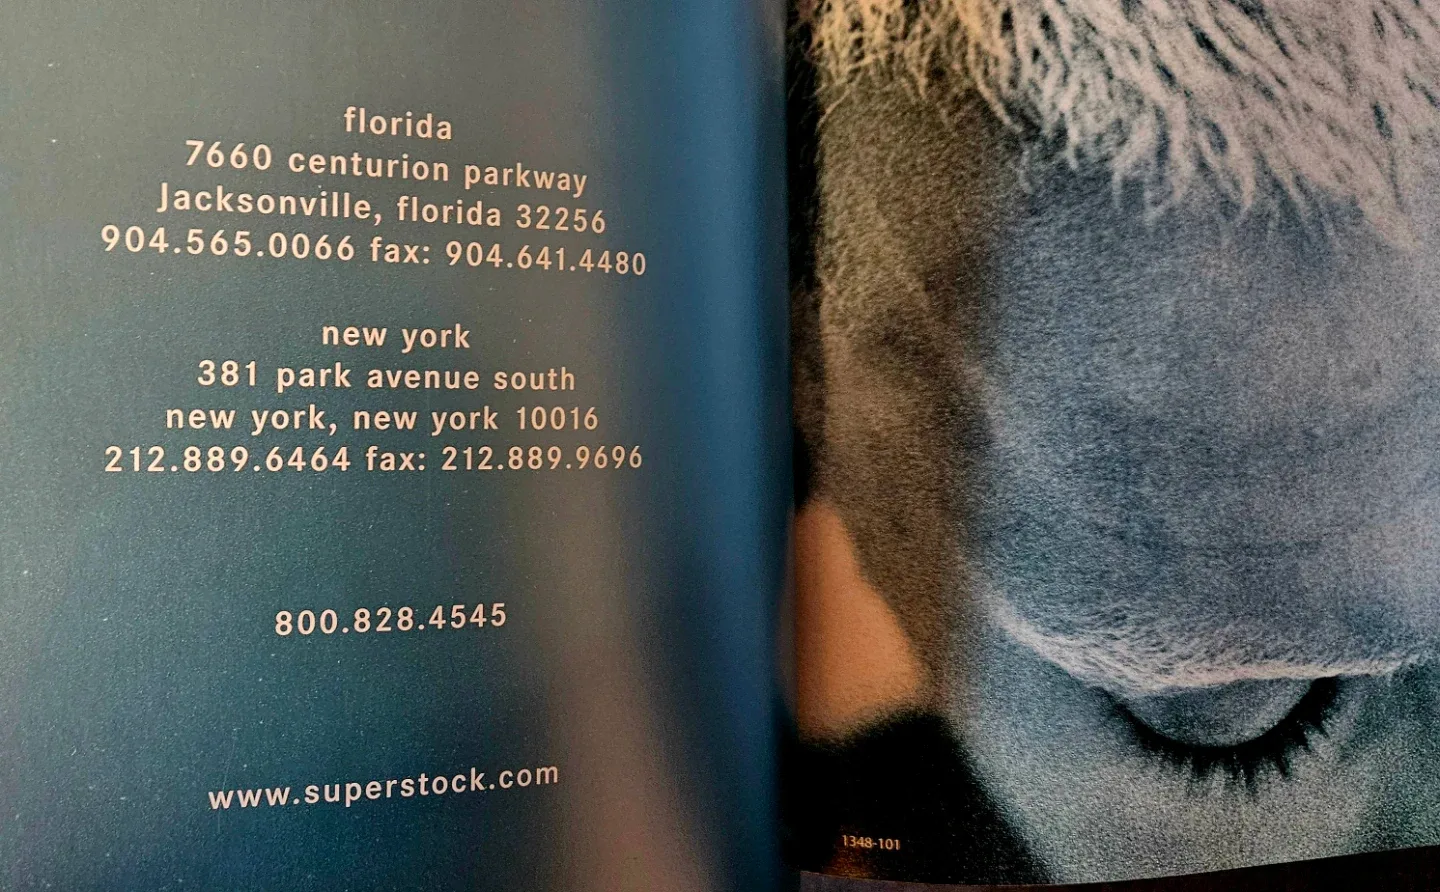 florida
7660 centurion parkway
Jacksonville, florida 32256
904.565.0066 fax: 904.641.4480
new york
381 park avenue south
new york, new york 10016
212.889.6464 fax: 212.889.9696
800.828.4545
www.superstock.com
1348-101